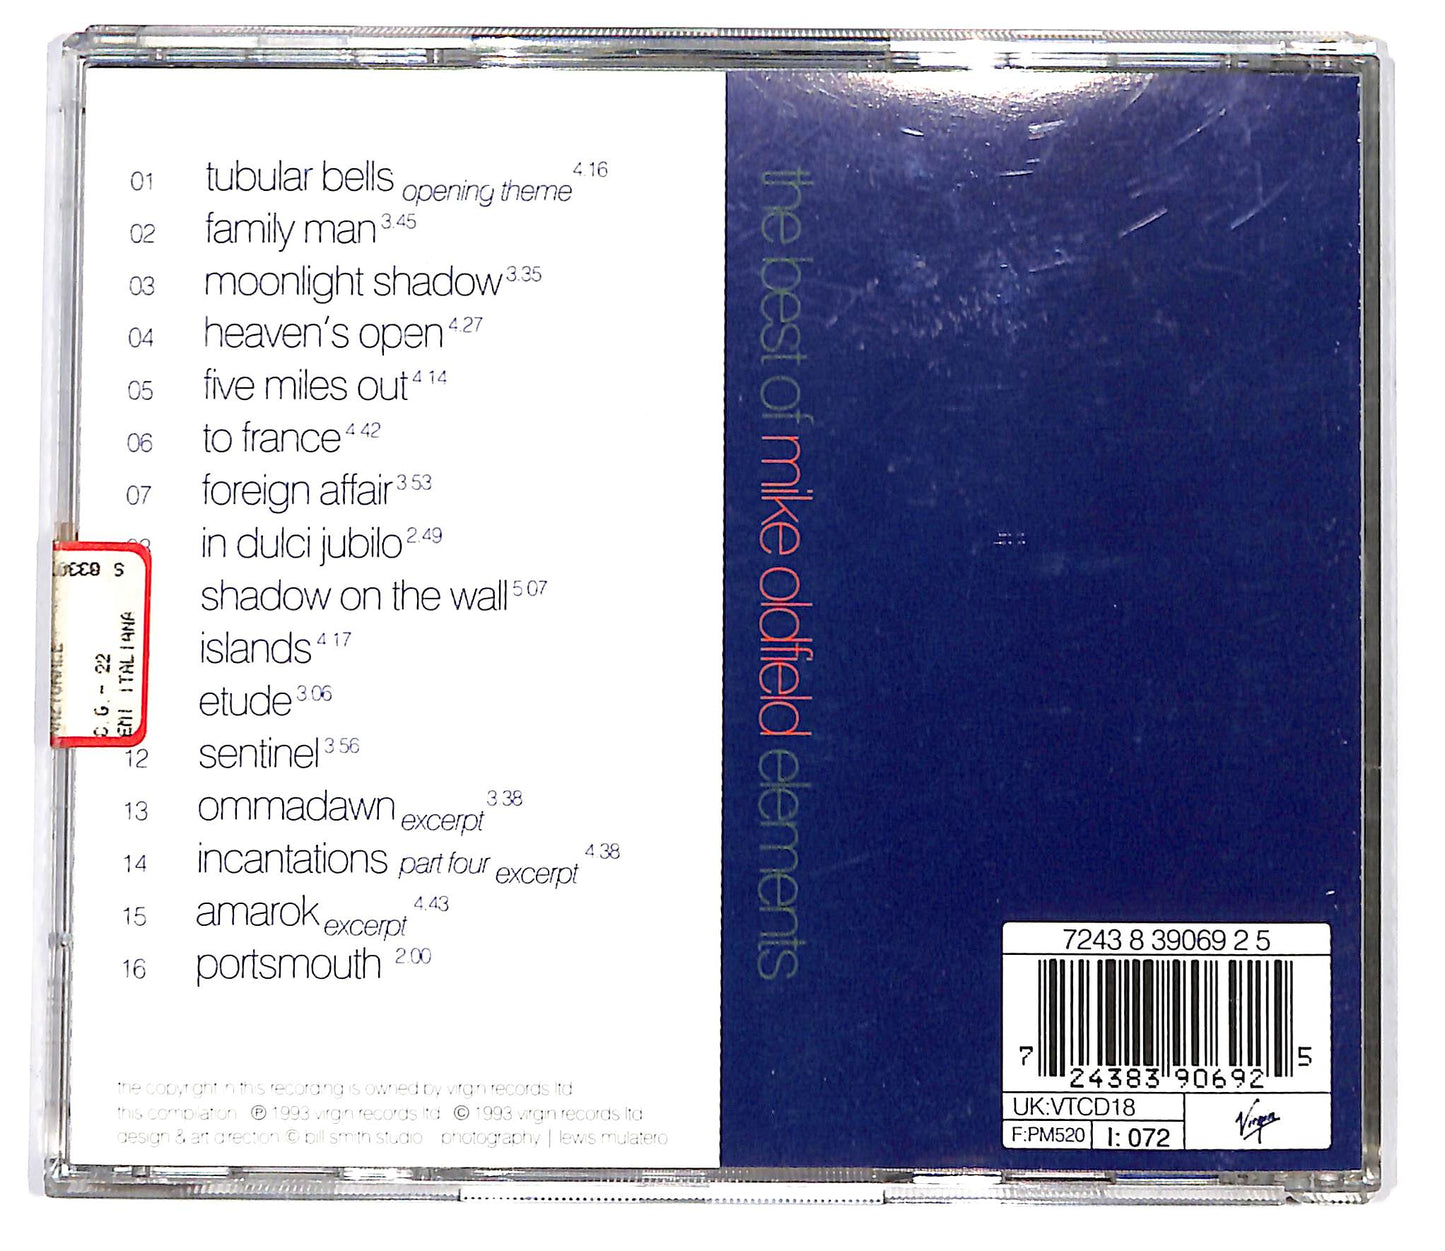 01 tubular bells opening theme 4.16
02 family man 3.45
03 moonlight shadow 3.35
04 heaven's open 4.27
05 five miles out 4 14
06 to france 4 42
07 foreign affair 3 53
in dulci jubilo 2.49
shadow on the wall 5 07
islands 4 17
etude 3.06
12 sentinel 3 56
13 ommadawn excerpt 3 38
14 incantations part four excerpt 4 38
15 amarok excerpt 4.43
16 portsmouth 2.00
C.G. - 22
EMI ITALIANA
the copyright in this recording is owned by virgin records ltd
this compilation ℗ 1993 virgin records ltd © 1993 virgin records ltd
design & art direction © bill smith studio photography | lewis mulatero
the best of mike oldfield elements
7243 8 39069 2 5
7 24383 90692 5
UK:VTCD18
F:PM520 I: 072
Virgin